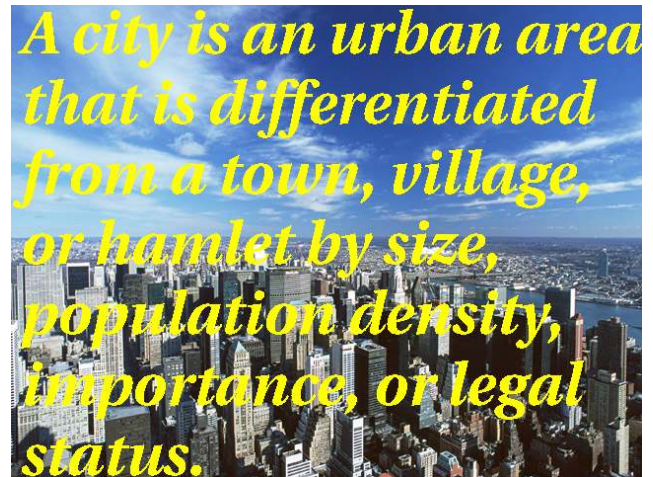 A city is an urban area
that is differentiated
from a town, village,
or hamlet by size,
population density,
importance, or legal
status.